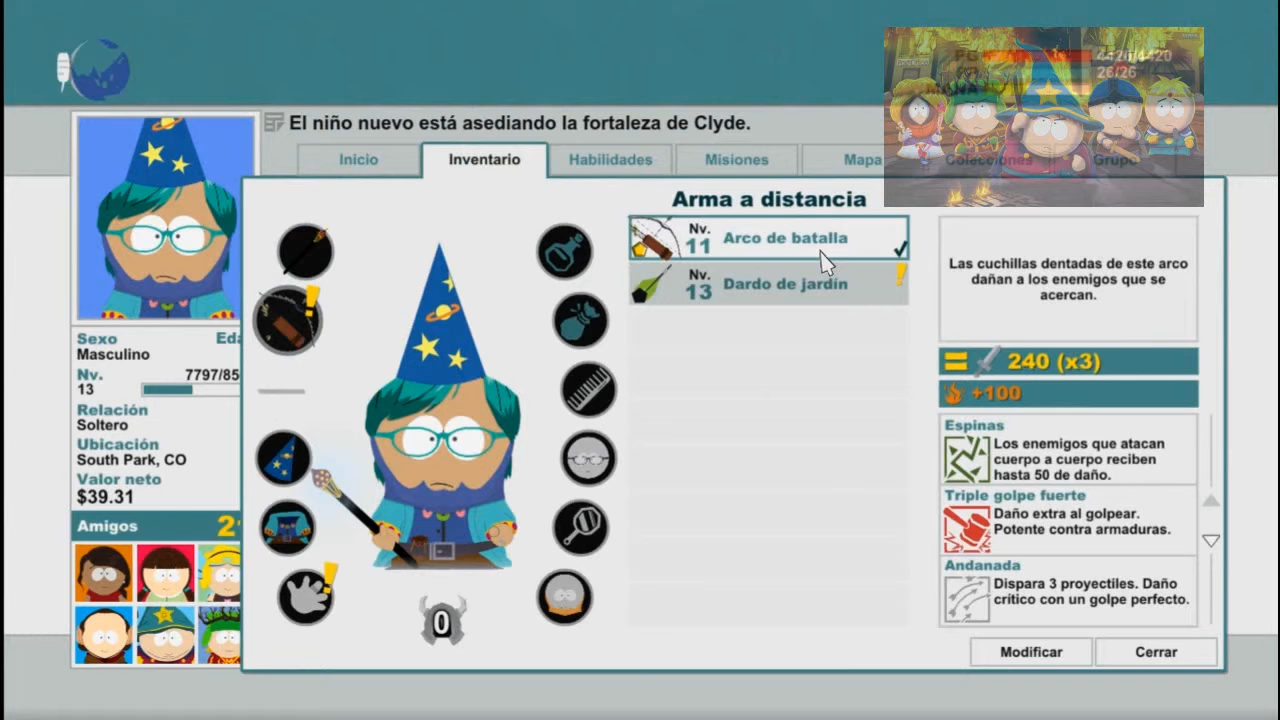 El niño nuevo está asediando la fortaleza de Clyde.
4420/4420
26/26
Inicio
Inventario
Habilidades
Misiones
Mapa
Colecciones
Grupo
Sexo
Eda
Masculino
Nv.
13
7797/85
Relación
Soltero
Ubicación
South Park, CO
Valor neto
$39.31
Amigos
0
Arma a distancia
Nv.
11
Arco de batalla
Nv.
13
Dardo de jardín
Las cuchillas dentadas de este arco
dañan a los enemigos que se
acercan.
= 240 (x3)
+100
Espinas
Los enemigos que atacan
cuerpo a cuerpo reciben
hasta 50 de daño.
Triple golpe fuerte
Daño extra al golpear.
Potente contra armaduras.
Andanada
Dispara 3 proyectiles. Daño
crítico con un golpe perfecto.
Modificar
Cerrar